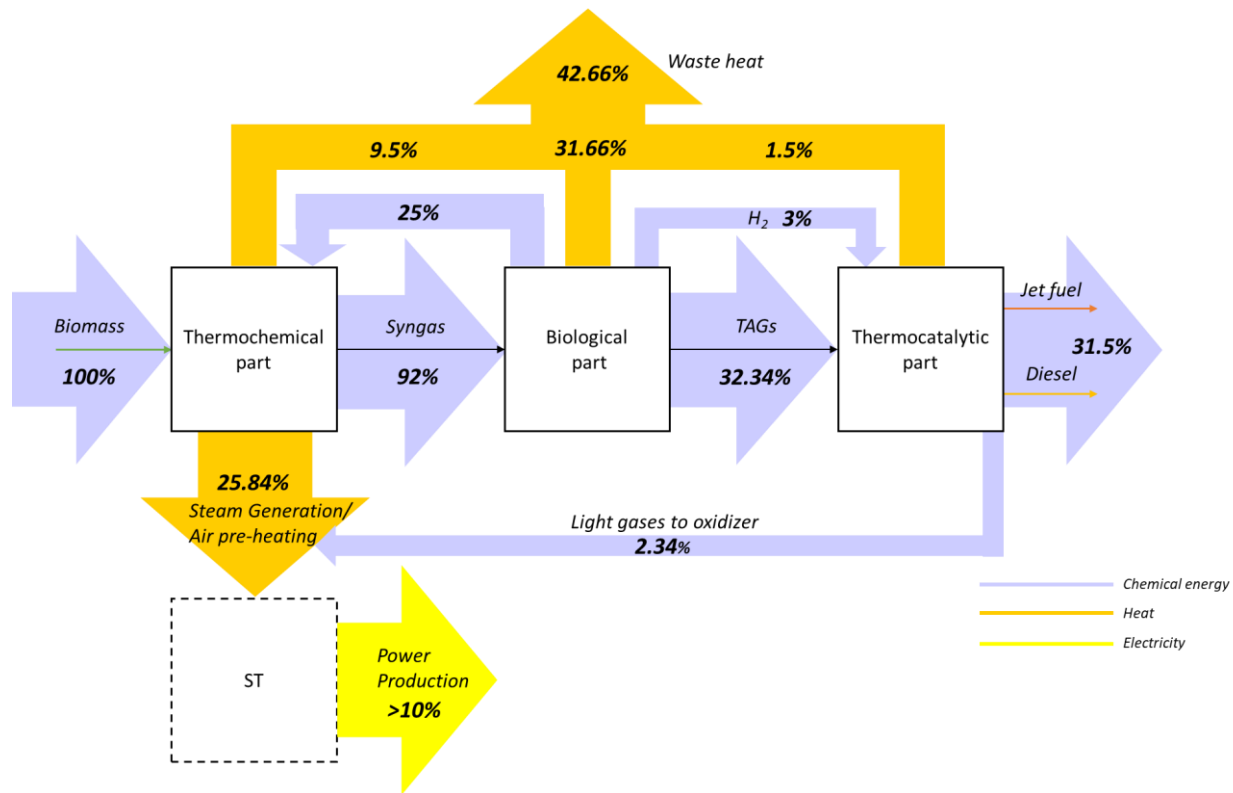 Waste heat
42.66%
9.5%
31.66%
1.5%
25%
H2 3%
Biomass
100%
Thermochemical
part
Syngas
92%
Biological
part
TAGs
32.34%
Thermocatalytic
part
Jet fuel
31.5%
Diesel
25.84%
Steam Generation/
Air pre-heating
Light gases to oxidizer
2.34%
ST
Power
Production
>10%
Chemical energy
Heat
Electricity